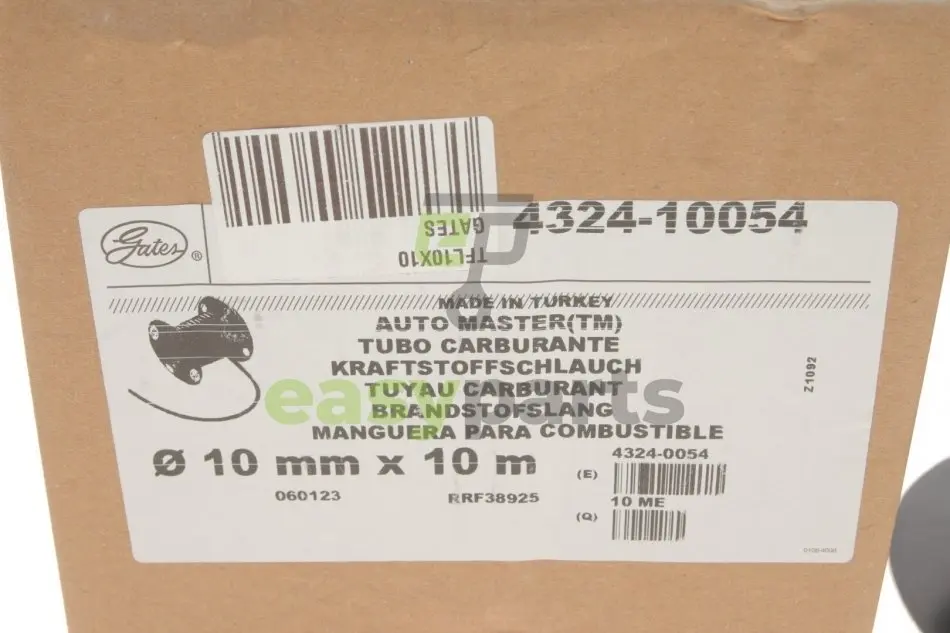 Gates®
GATES
TFL10X10
4324-10054
MADE IN TURKEY
AUTO MASTER(TM)
TUBO CARBURANTE
KRAFTSTOFFSCHLAUCH
TUYAU CARBURANT
easyparts
BRANDSTOFSLANG
MANGUERA PARA COMBUSTIBLE
Z1092
Ø 10 mm x 10 m
4324-0054
(E)
060123
RRF38925
10 ME
(Q)